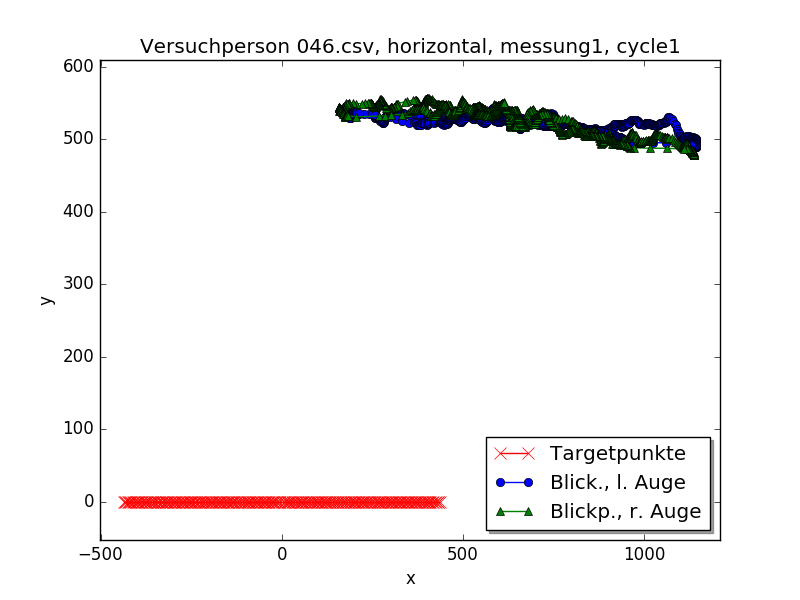 Versuchperson 046.csv, horizontal, messung1, cycle1
600
500
400
300
200
100
0
y
−500
0
500
1000
x
Targetpunkte
Blick., l. Auge
Blickp., r. Auge